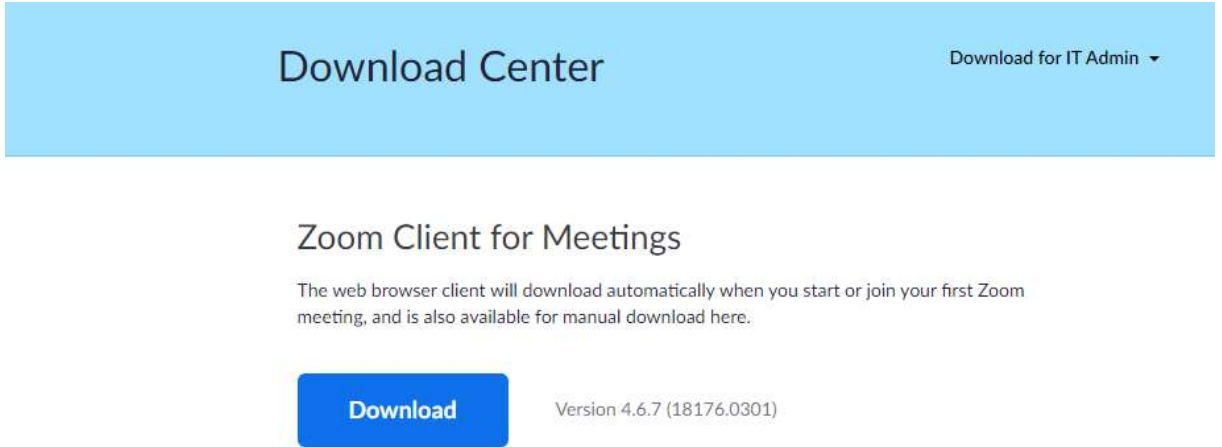 Download Center
Download for IT Admin
Zoom Client for Meetings
The web browser client will download automatically when you start or join your first Zoom
meeting, and is also available for manual download here.
Download
Version 4.6.7 (18176.0301)